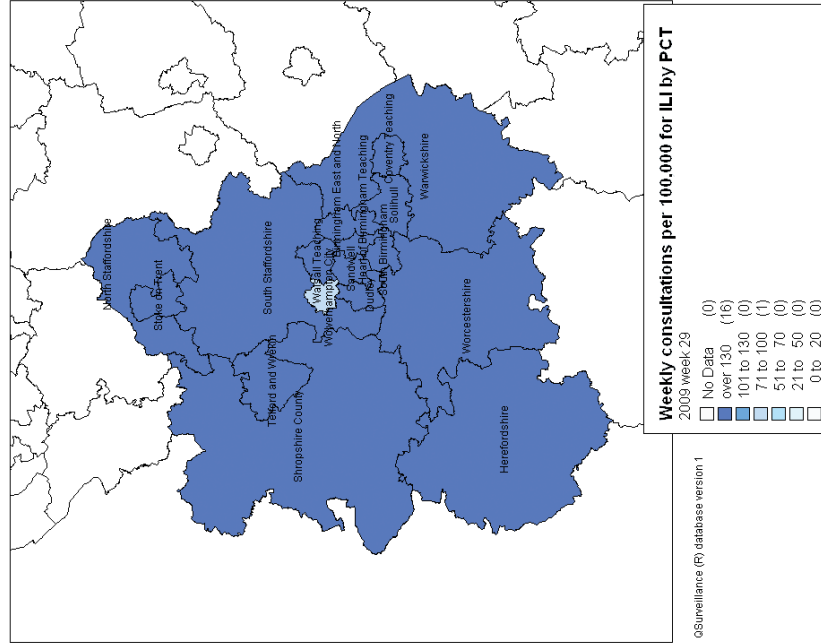 North Staffordshire
Stoke on Trent
South Staffordshire
Telford and Wrekin
Shropshire County
Walsall Teaching
Wolverhampton City
Birmingham East and North
Sandwell
Heart of Birmingham Teaching
Dudley
South Birmingham
Solihull
Coventry Teaching
Warwickshire
Worcestershire
Herefordshire
Weekly consultations per 100,000 for ILI by PCT
2009 week 29
No Data (0)
over 130 (16)
101 to 130 (0)
71 to 100 (1)
51 to 70 (0)
21 to 50 (0)
0 to 20 (0)
QSurveillance (R) database version 1